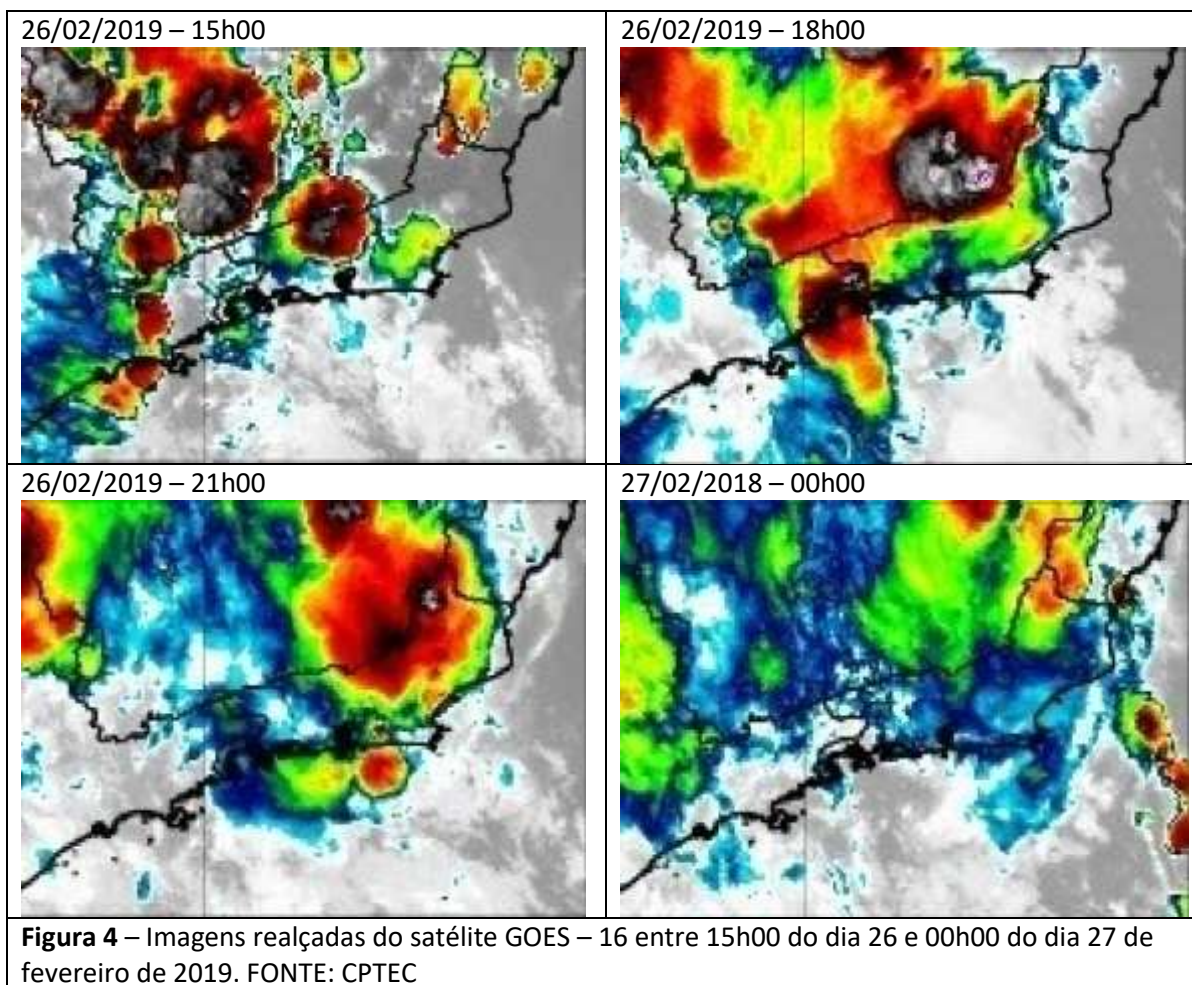 26/02/2019 – 15h00
26/02/2019 – 18h00
26/02/2019 – 21h00
27/02/2018 – 00h00
Figura 4 – Imagens realçadas do satélite GOES – 16 entre 15h00 do dia 26 e 00h00 do dia 27 de
fevereiro de 2019. FONTE: CPTEC